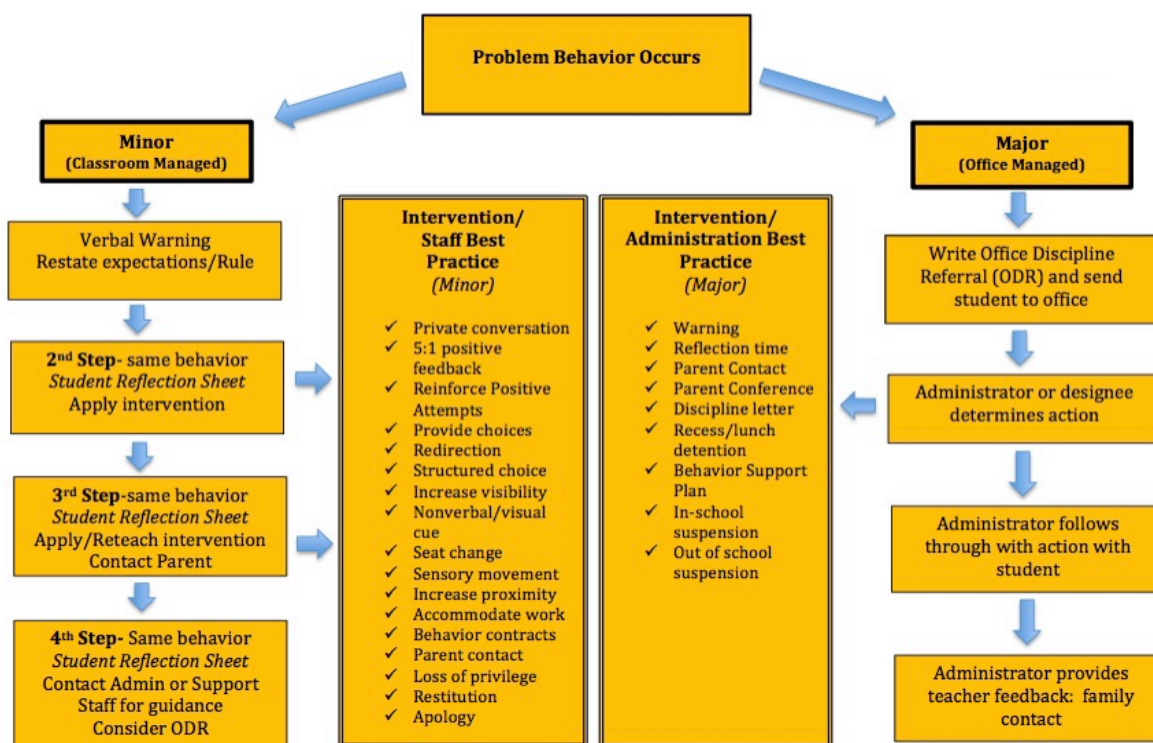 Problem Behavior Occurs
Minor
(Classroom Managed)
Verbal Warning
Restate expectations/Rule
2nd Step- same behavior
Student Reflection Sheet
Apply intervention
3rd Step-same behavior
Student Reflection Sheet
Apply/Reteach intervention
Contact Parent
4th Step- Same behavior
Student Reflection Sheet
Contact Admin or Support
Staff for guidance
Consider ODR
Intervention/
Staff Best
Practice
(Minor)
✓ Private conversation
✓ 5:1 positive
feedback
✓ Reinforce Positive
Attempts
✓ Provide choices
✓ Redirection
✓ Structured choice
✓ Increase visibility
✓ Nonverbal/visual
cue
✓ Seat change
✓ Sensory movement
✓ Increase proximity
✓ Accommodate work
✓ Behavior contracts
✓ Parent contact
✓ Loss of privilege
✓ Restitution
✓ Apology
Intervention/
Administration Best
Practice
(Major)
✓ Warning
✓ Reflection time
✓ Parent Contact
✓ Parent Conference
✓ Discipline letter
✓ Recess/lunch
detention
✓ Behavior Support
Plan
✓ In-school
suspension
✓ Out of school
suspension
Major
(Office Managed)
Write Office Discipline
Referral (ODR) and send
student to office
Administrator or designee
determines action
Administrator follows
through with action with
student
Administrator provides
teacher feedback:  family
contact